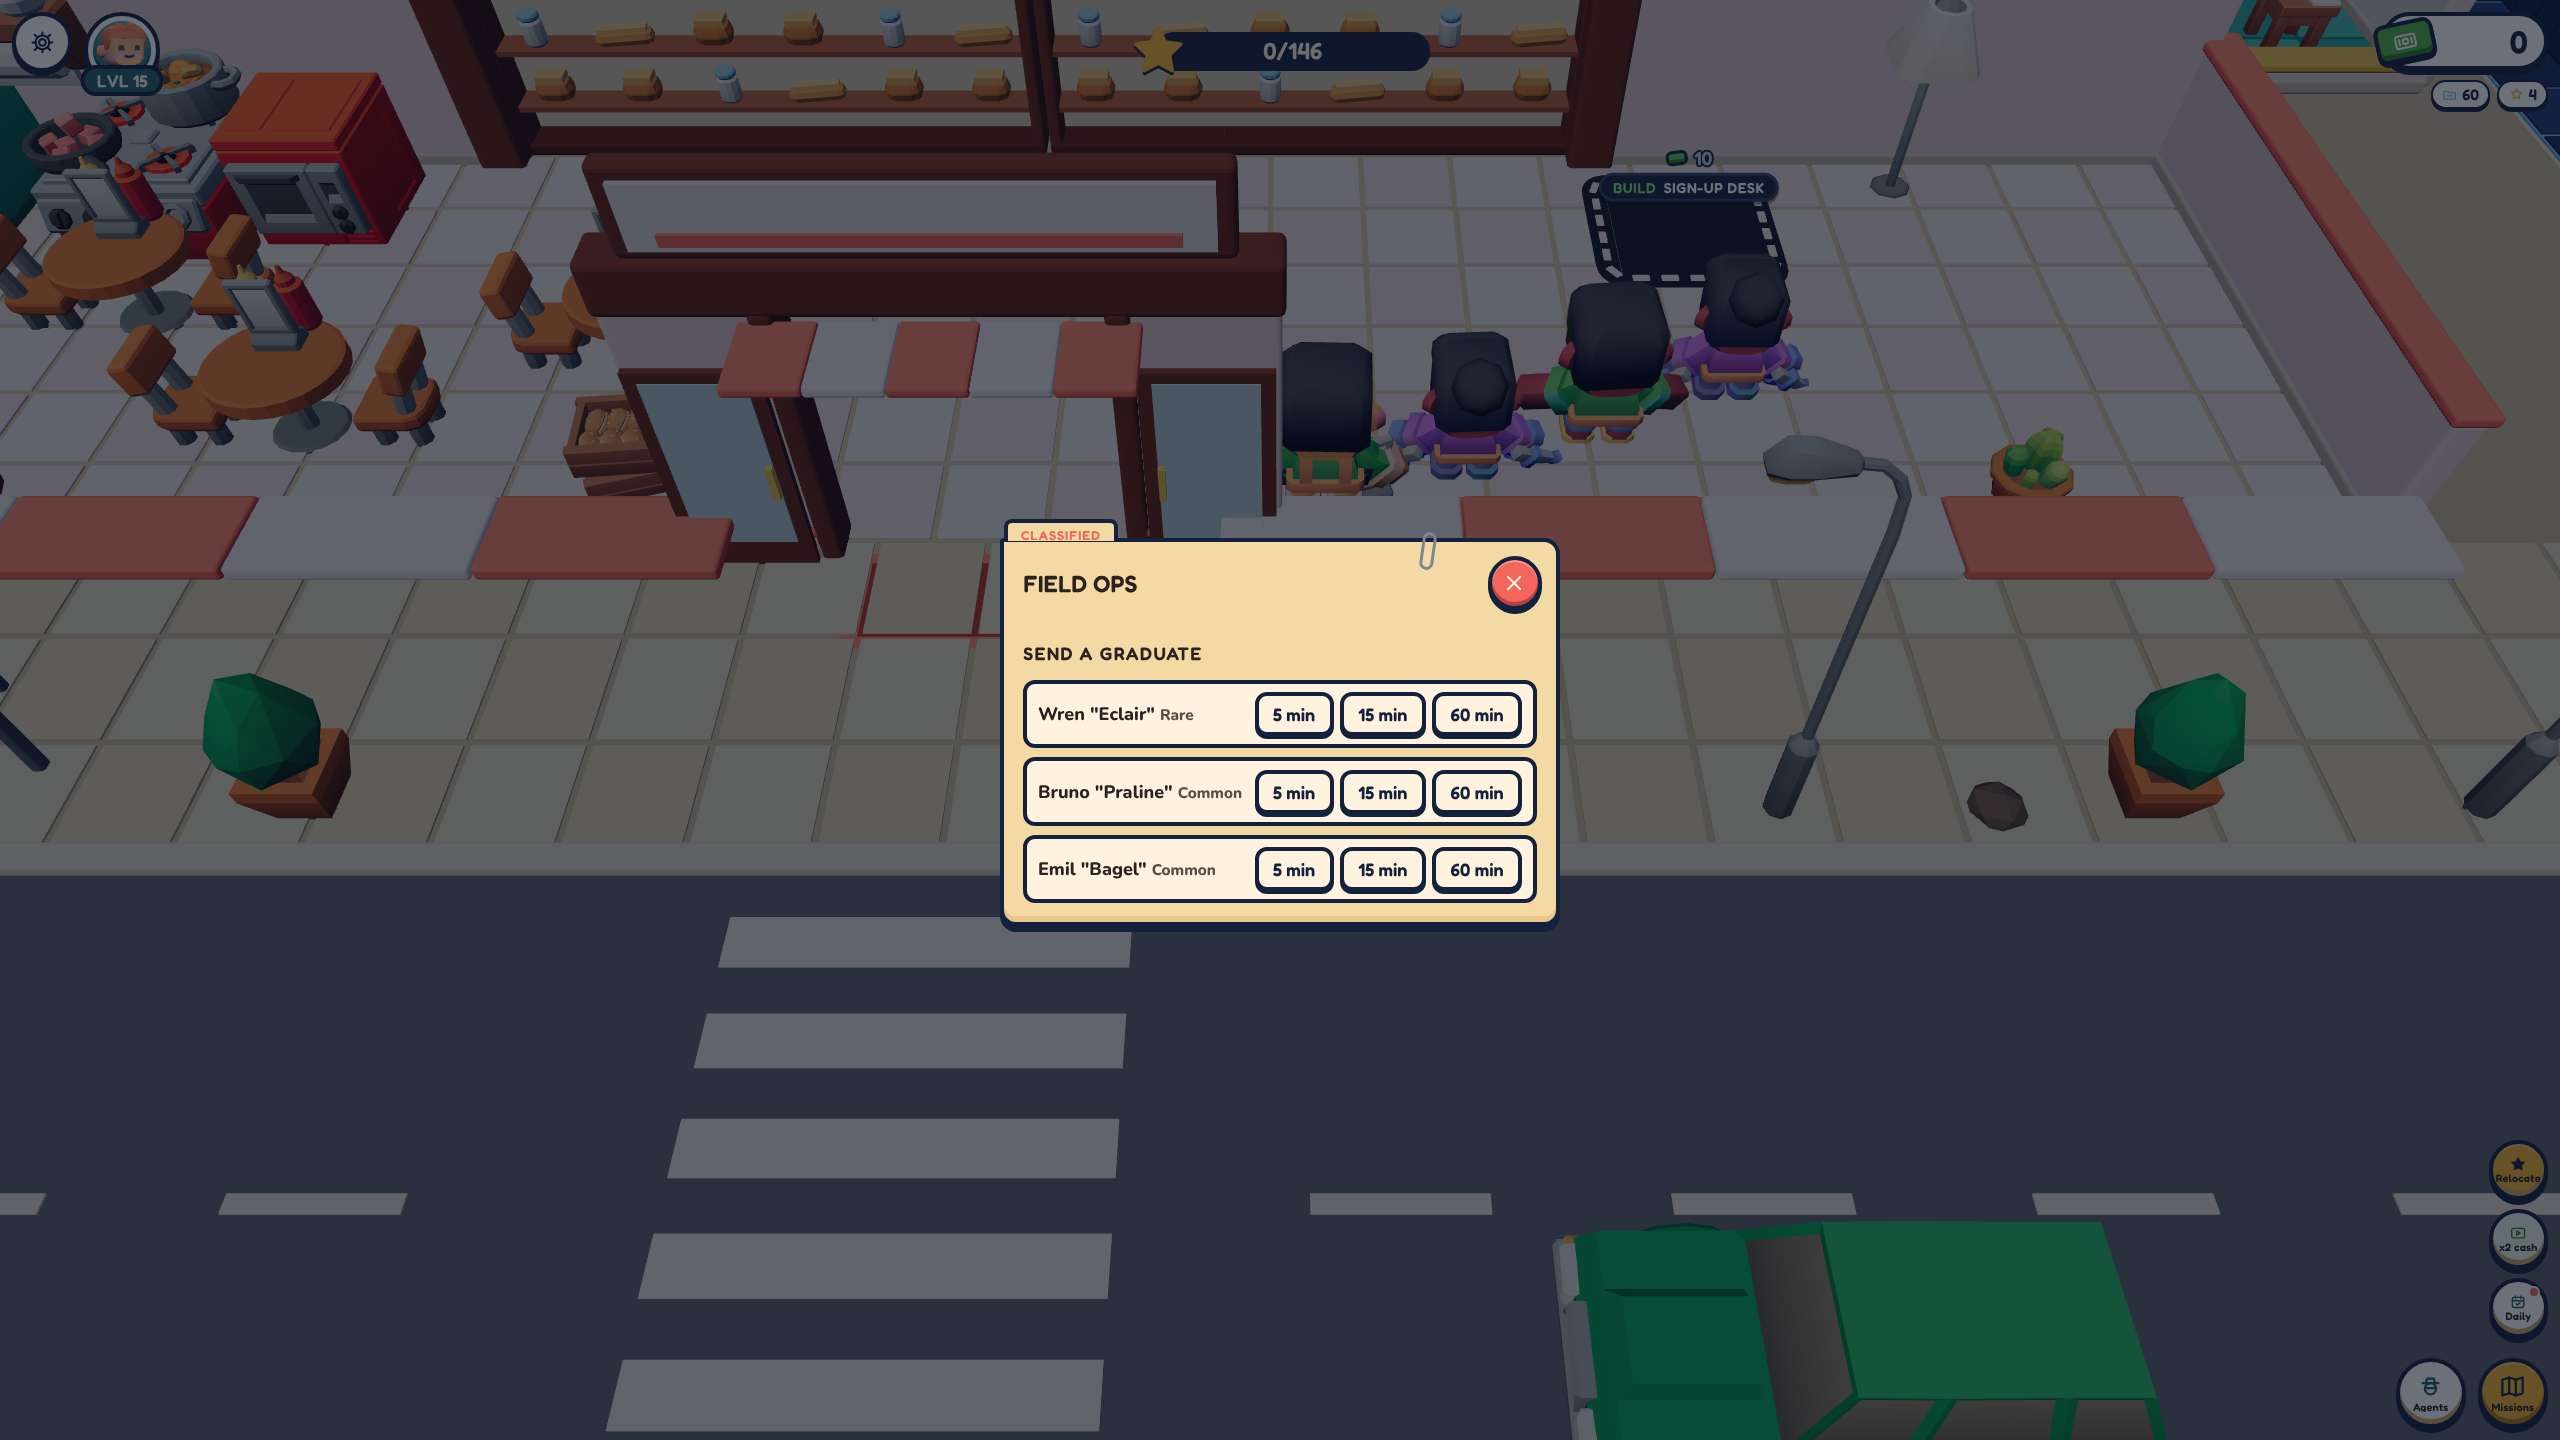 LVL 15
0/146
0
60
4
10
BUILD SIGN-UP DESK
CLASSIFIED
FIELD OPS
SEND A GRADUATE
Wren "Eclair" Rare 5 min 15 min 60 min
Bruno "Praline" Common 5 min 15 min 60 min
Emil "Bagel" Common 5 min 15 min 60 min
Relocate
x2 cash
Daily
Agents
Missions